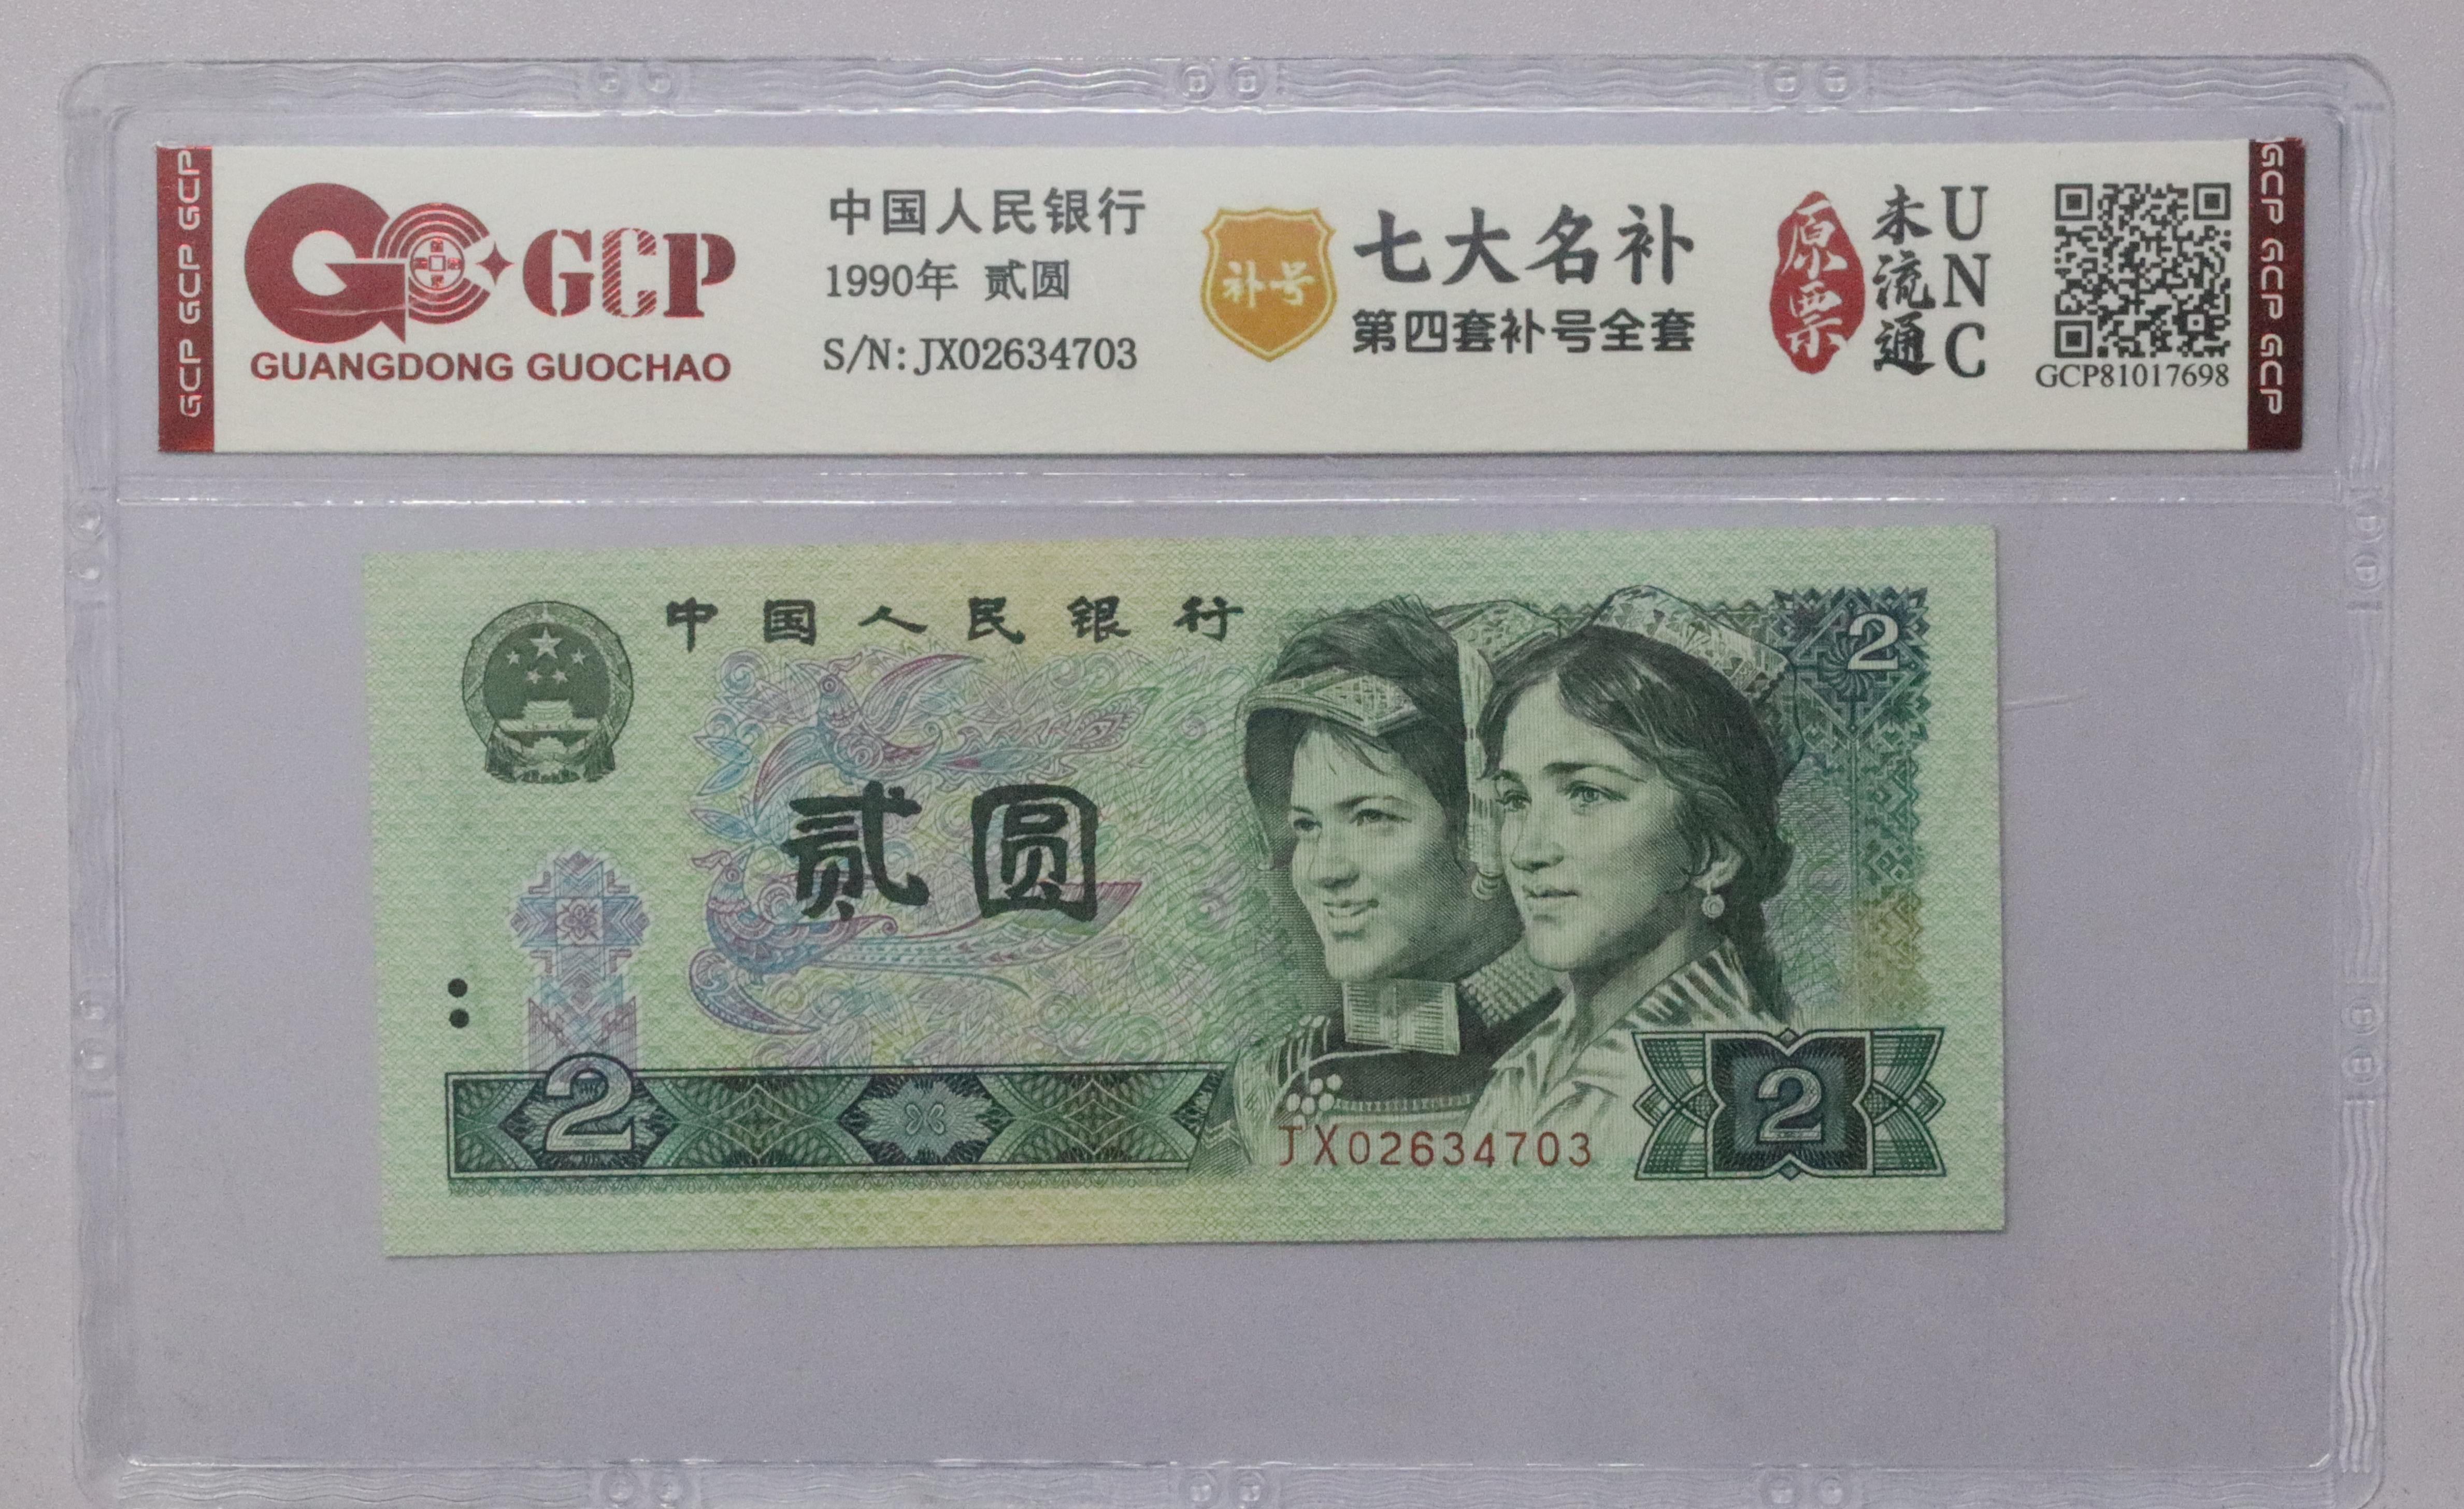 GCP GCP GCP
GCP
GUANGDONG GUOCHAO
中国人民银行
1990年 贰圆
S/N: JX02634703
补号
七大名补
第四套补号全套
原票
未流通
UNC
GCP81017698
GCP GCP GCP
中国人民银行
2
贰圆
2
JX02634703
2